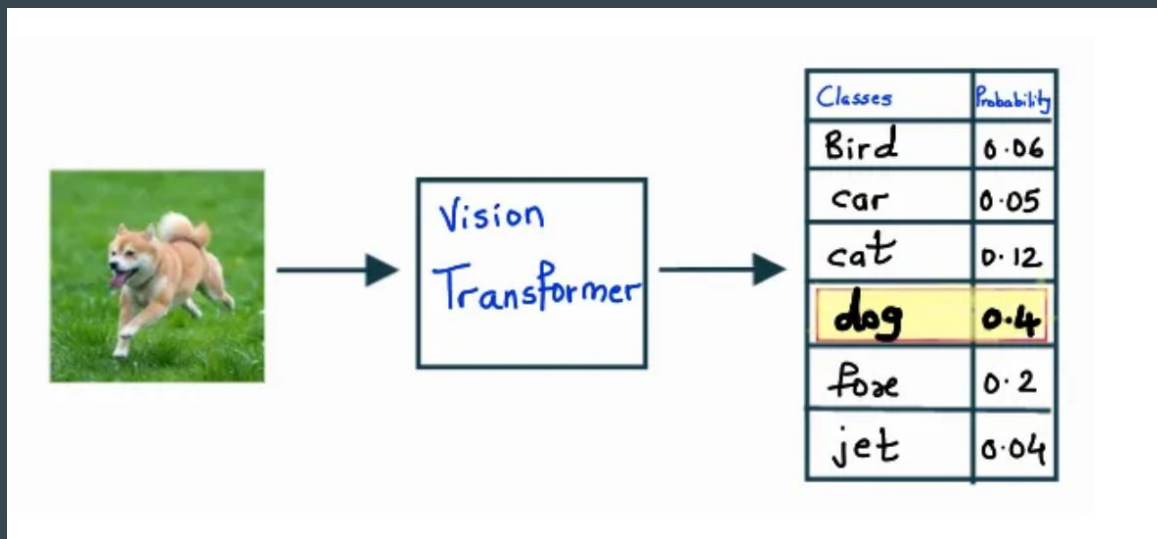 Vision
Transformer
Classes Probability
Bird 0.06
car 0.05
cat 0.12
dog 0.4
fox 0.2
jet 0.04